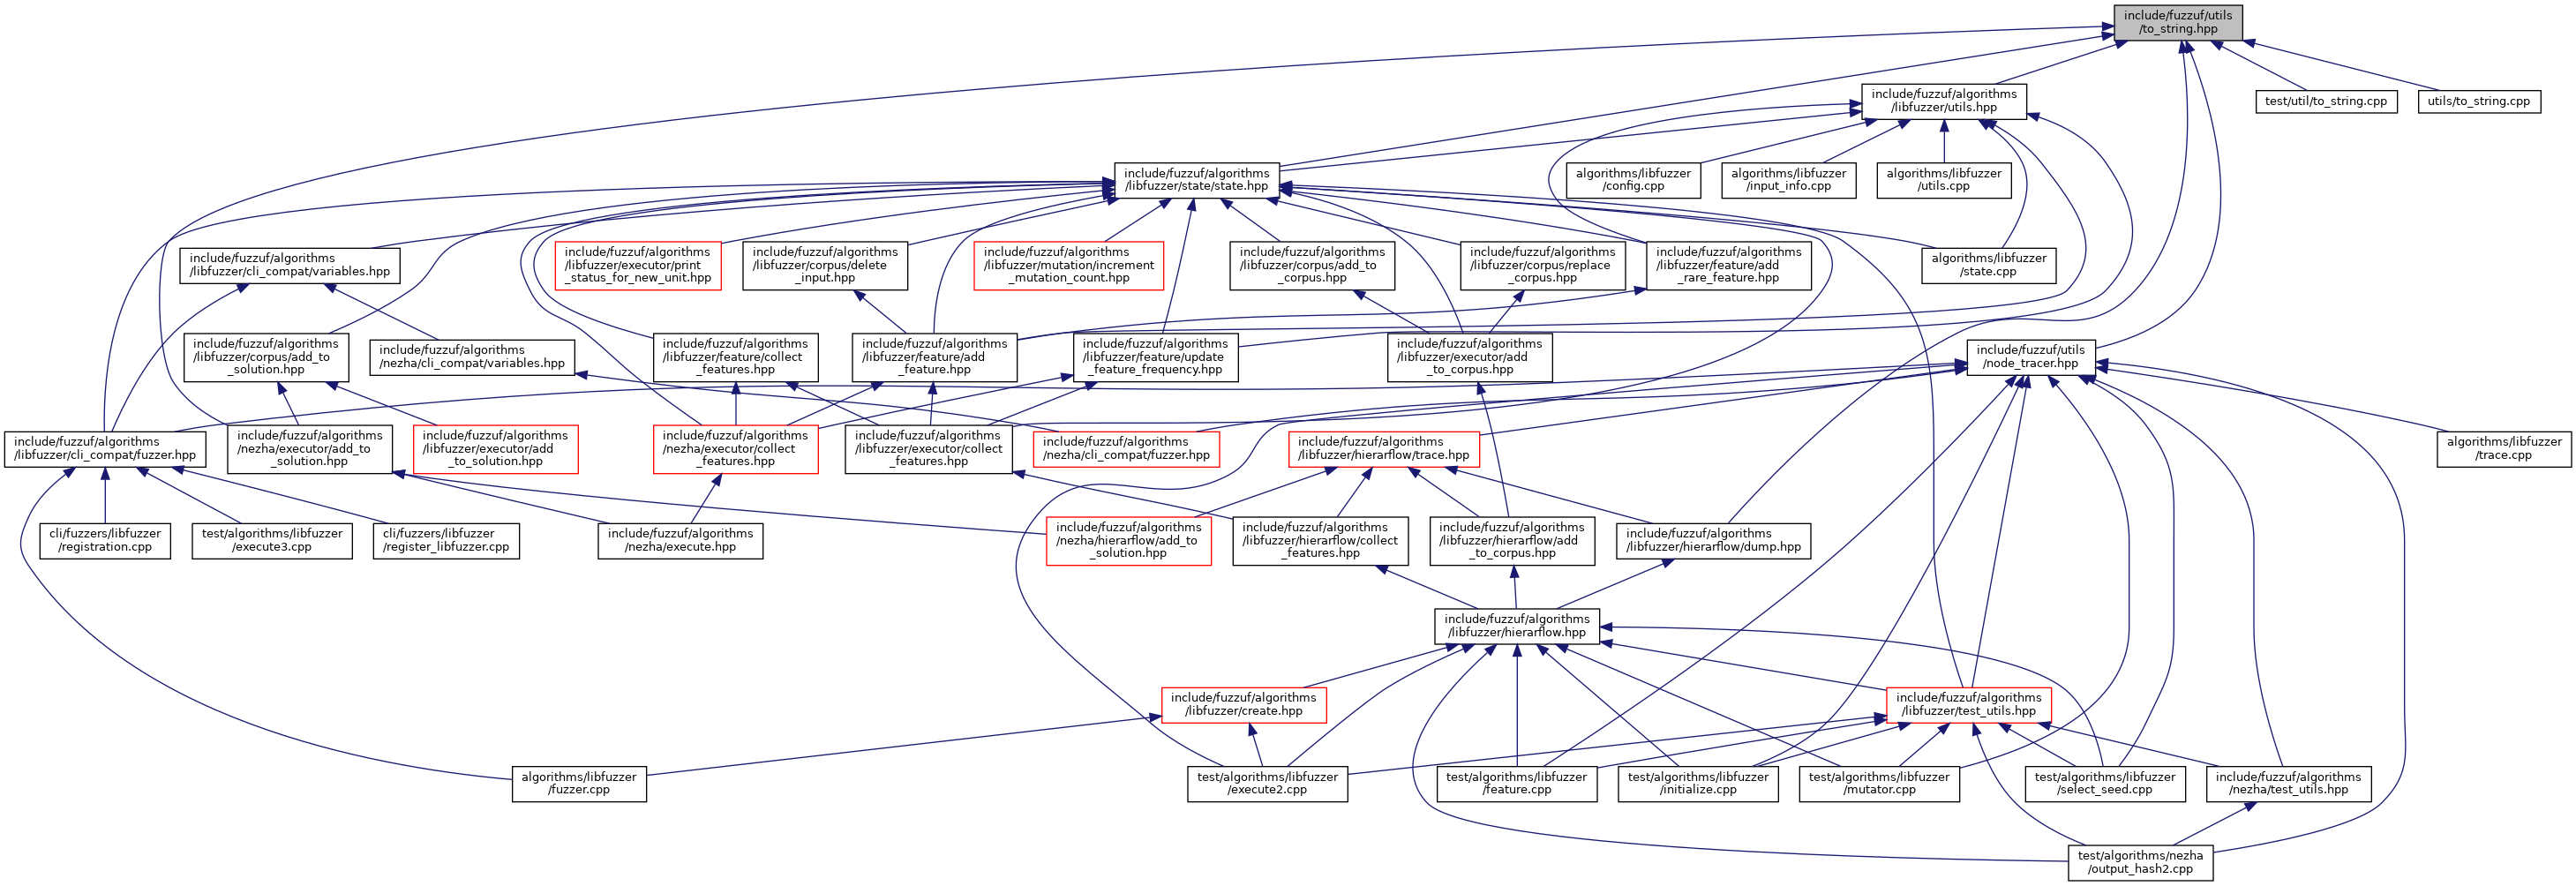 include/fuzzuf/utils
/to_string.hpp
include/fuzzuf/algorithms
/libfuzzer/utils.hpp
test/util/to_string.cpp
utils/to_string.cpp
include/fuzzuf/algorithms
/libfuzzer/state/state.hpp
algorithms/libfuzzer
/config.cpp
algorithms/libfuzzer
/input_info.cpp
algorithms/libfuzzer
/utils.cpp
include/fuzzuf/algorithms
/libfuzzer/cli_compat/variables.hpp
include/fuzzuf/algorithms
/libfuzzer/executor/print
_status_for_new_unit.hpp
include/fuzzuf/algorithms
/libfuzzer/corpus/delete
_input.hpp
include/fuzzuf/algorithms
/libfuzzer/mutation/increment
_mutation_count.hpp
include/fuzzuf/algorithms
/libfuzzer/corpus/add_to
_corpus.hpp
include/fuzzuf/algorithms
/libfuzzer/corpus/replace
_corpus.hpp
include/fuzzuf/algorithms
/libfuzzer/feature/add
_rare_feature.hpp
algorithms/libfuzzer
/state.cpp
include/fuzzuf/algorithms
/libfuzzer/corpus/add_to
_solution.hpp
include/fuzzuf/algorithms
/nezha/cli_compat/variables.hpp
include/fuzzuf/algorithms
/libfuzzer/feature/collect
_features.hpp
include/fuzzuf/algorithms
/libfuzzer/feature/add
_feature.hpp
include/fuzzuf/algorithms
/libfuzzer/feature/update
_feature_frequency.hpp
include/fuzzuf/algorithms
/libfuzzer/executor/add
_to_corpus.hpp
include/fuzzuf/utils
/node_tracer.hpp
include/fuzzuf/algorithms
/libfuzzer/cli_compat/fuzzer.hpp
include/fuzzuf/algorithms
/nezha/executor/add_to
_solution.hpp
include/fuzzuf/algorithms
/libfuzzer/executor/add
_to_solution.hpp
include/fuzzuf/algorithms
/nezha/executor/collect
_features.hpp
include/fuzzuf/algorithms
/libfuzzer/executor/collect
_features.hpp
include/fuzzuf/algorithms
/nezha/cli_compat/fuzzer.hpp
include/fuzzuf/algorithms
/libfuzzer/hierarflow/trace.hpp
algorithms/libfuzzer
/trace.cpp
cli/fuzzers/libfuzzer
/registration.cpp
test/algorithms/libfuzzer
/execute3.cpp
cli/fuzzers/libfuzzer
/register_libfuzzer.cpp
include/fuzzuf/algorithms
/nezha/execute.hpp
include/fuzzuf/algorithms
/nezha/hierarflow/add_to
_solution.hpp
include/fuzzuf/algorithms
/libfuzzer/hierarflow/collect
_features.hpp
include/fuzzuf/algorithms
/libfuzzer/hierarflow/add
_to_corpus.hpp
include/fuzzuf/algorithms
/libfuzzer/hierarflow/dump.hpp
include/fuzzuf/algorithms
/libfuzzer/hierarflow.hpp
include/fuzzuf/algorithms
/libfuzzer/create.hpp
include/fuzzuf/algorithms
/libfuzzer/test_utils.hpp
algorithms/libfuzzer
/fuzzer.cpp
test/algorithms/libfuzzer
/execute2.cpp
test/algorithms/libfuzzer
/feature.cpp
test/algorithms/libfuzzer
/initialize.cpp
test/algorithms/libfuzzer
/mutator.cpp
test/algorithms/libfuzzer
/select_seed.cpp
include/fuzzuf/algorithms
/nezha/test_utils.hpp
test/algorithms/nezha
/output_hash2.cpp